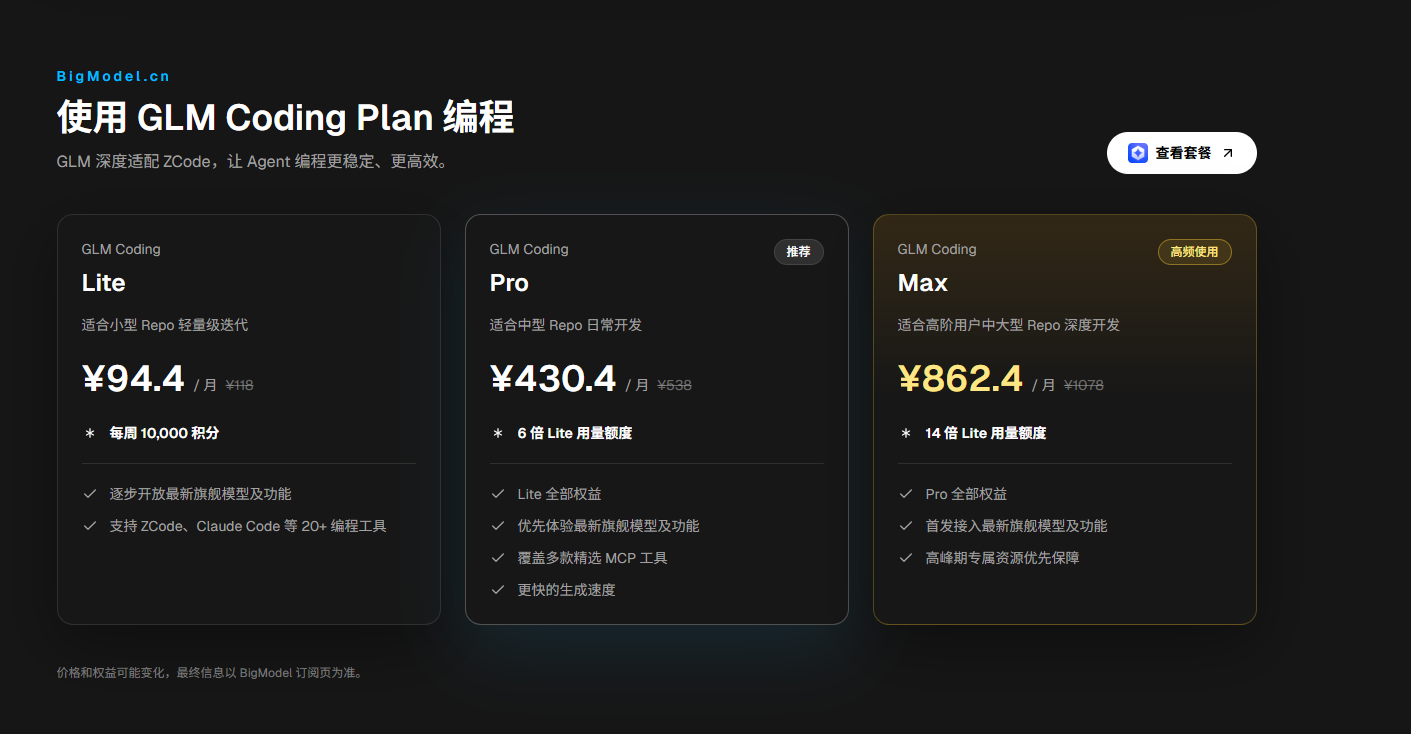 BigModel.cn
使用 GLM Coding Plan 编程
GLM 深度适配 ZCode，让 Agent 编程更稳定、更高效。
查看套餐
GLM Coding
Lite
适合小型 Repo 轻量级迭代
¥94.4 / 月 ¥118
每周 10,000 积分
逐步开放最新旗舰模型及功能
支持 ZCode、Claude Code 等 20+ 编程工具
GLM Coding
推荐
Pro
适合中型 Repo 日常开发
¥430.4 / 月 ¥538
6 倍 Lite 用量额度
Lite 全部权益
优先体验最新旗舰模型及功能
覆盖多款精选 MCP 工具
更快的生成速度
GLM Coding
高频使用
Max
适合高阶用户中大型 Repo 深度开发
¥862.4 / 月 ¥1078
14 倍 Lite 用量额度
Pro 全部权益
首发接入最新旗舰模型及功能
高峰期专属资源优先保障
价格和权益可能变化，最终信息以 BigModel 订阅页为准。